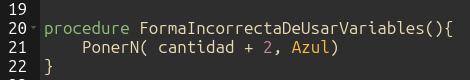 19
20 procedure FormaIncorrectaDeUsarVariables(){
21 PonerN( cantidad + 2, Azul)
22 }